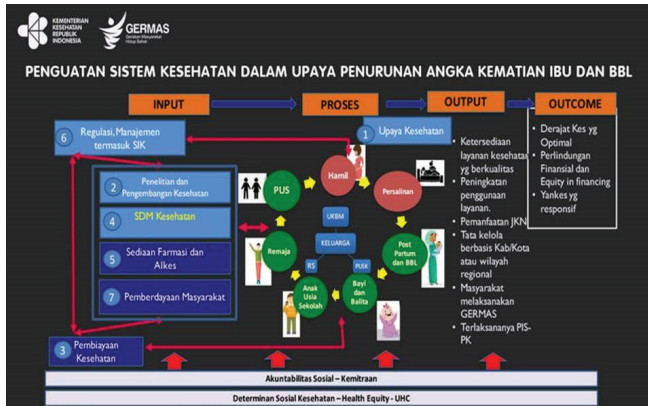 KEMENTERIAN
KESEHATAN
REPUBLIK
INDONESIA
GERMAS
Gerakan Masyarakat
Hidup Sehat
PENGUATAN SISTEM KESEHATAN DALAM UPAYA PENURUNAN ANGKA KEMATIAN IBU DAN BBL
INPUT
PROSES
OUTPUT
OUTCOME
6 Regulasi, Manajemen
termasuk SIK
2 Penelitian dan
Pengembangan Kesehatan
4 SDM Kesehatan
5 Sediaan Farmasi dan
Alkes
7 Pemberdayaan Masyarakat
3 Pembiayaan
Kesehatan
1 Upaya Kesehatan
Hamil
Persalinan
Post
Partum
dan BBL
Bayi
dan
Balita
Anak
Usia
Sekolah
Remaja
PUS
UKBM
KELUARGA
RS
PUSK
• Ketersediaan
layanan kesehatan
yg berkualitas
• Peningkatan
penggunaan
layanan.
• Pemanfaatan JKN
• Tata kelola
berbasis Kab/Kota
atau wilayah
regional
• Masyarakat
melaksanakan
GERMAS
• Terlaksananya PIS-
PK
• Derajat Kes yg
Optimal
• Perlindungan
Finansial dan
Equity in financing
• Yankes yg
responsif
Akuntabilitas Sosial – Kemitraan
Determinan Sosial Kesehatan – Health Equity - UHC